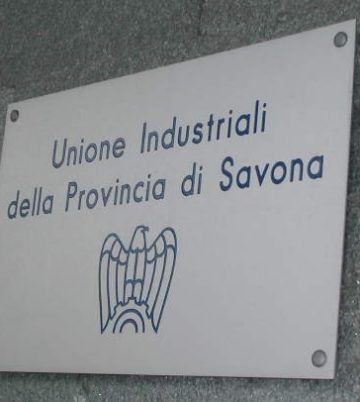 Unione Industriali
della Provincia di Savona